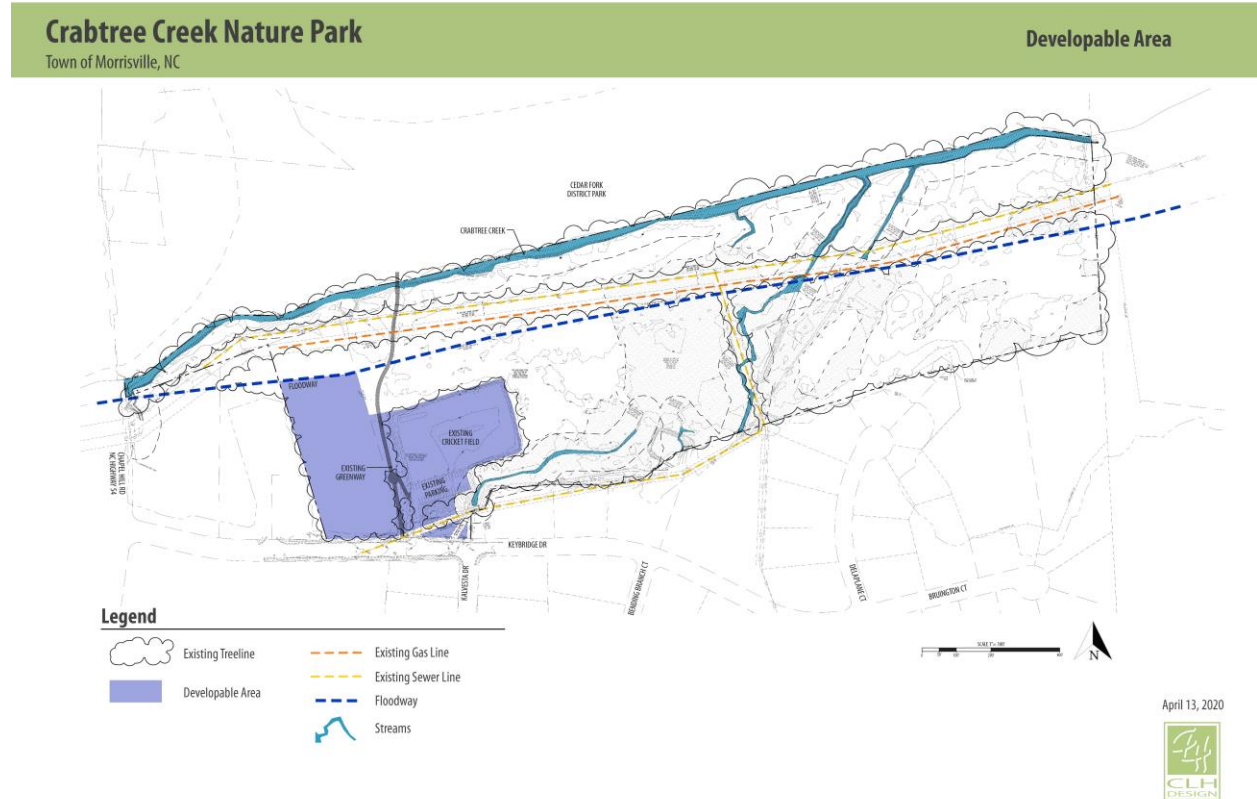 Crabtree Creek Nature Park
Town of Morrisville, NC
Developable Area
CEDAR FORK
DISTRICT PARK
CRABTREE CREEK
FLOODWAY
EXISTING
CRICKET FIELD
EXISTING
GREENWAY
EXISTING
PARKING
CHAPEL HILL RD
NC HIGHWAY 54
KEYBRIDGE DR
KALVESTA DR
BENDING BRANCH CT
DELAPLANE CT
BRUINGTON CT
Legend
Existing Treeline
Developable Area
Existing Gas Line
Existing Sewer Line
Floodway
Streams
N
April 13, 2020
CLH
DESIGN